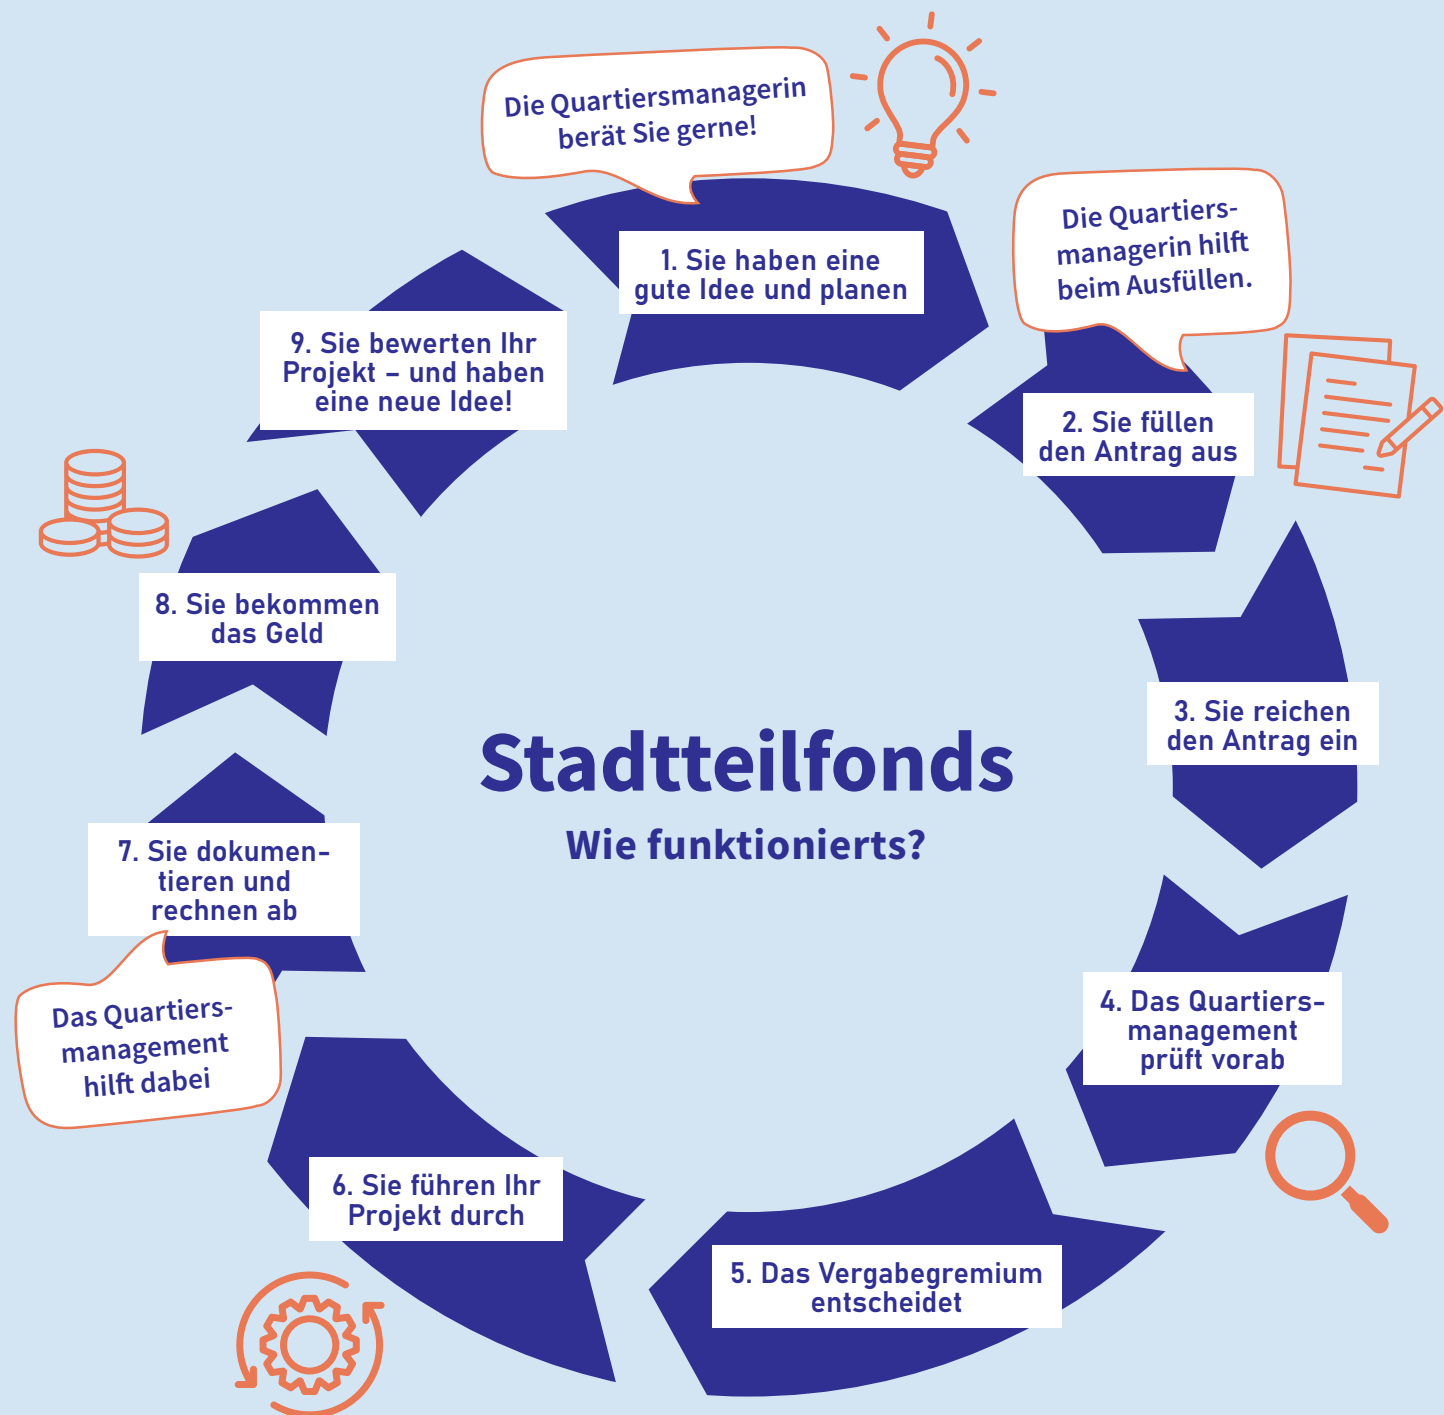 Stadtteilfonds
Wie funktionierts?
Die Quartiersmanagerin
berät Sie gerne!
1. Sie haben eine
gute Idee und planen
Die Quartiers-
managerin hilft
beim Ausfüllen.
2. Sie füllen
den Antrag aus
3. Sie reichen
den Antrag ein
4. Das Quartiers-
management
prüft vorab
5. Das Vergabegremium
entscheidet
6. Sie führen Ihr
Projekt durch
7. Sie dokumen-
tieren und
rechnen ab
Das Quartiers-
management
hilft dabei
8. Sie bekommen
das Geld
9. Sie bewerten Ihr
Projekt – und haben
eine neue Idee!